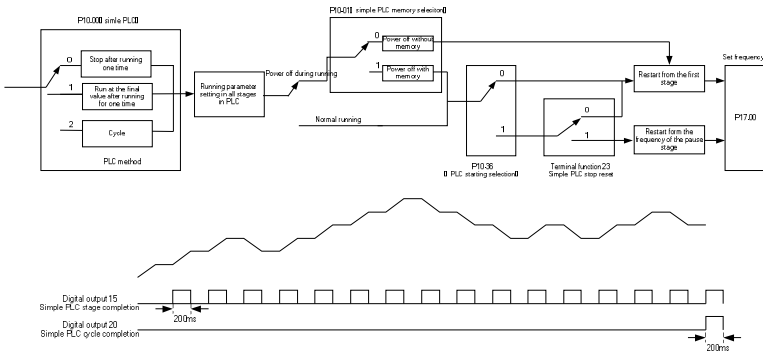 P10-00( simle PLC)
0
Stop after running
one time
1
Run at the final
value after running
for one time
2
Cycle
PLC method
Running parameter
setting in all stages
in PLC
Power off during running
Normal running
P10-01( simple PLC memory seleciton)
0
Power off without
memory
1
Power off with
memory
0
1
P10-36
( PLC starting selection)
0
1
Terminal function 23
Simple PLC stop reset
Restart from the first
stage
Restart form the
frequency of the pause
stage
Set frequency
P17.00
Digital output 15
Simple PLC stage completion
200ms
Digital output 20
Simple PLC cycle completion
200ms